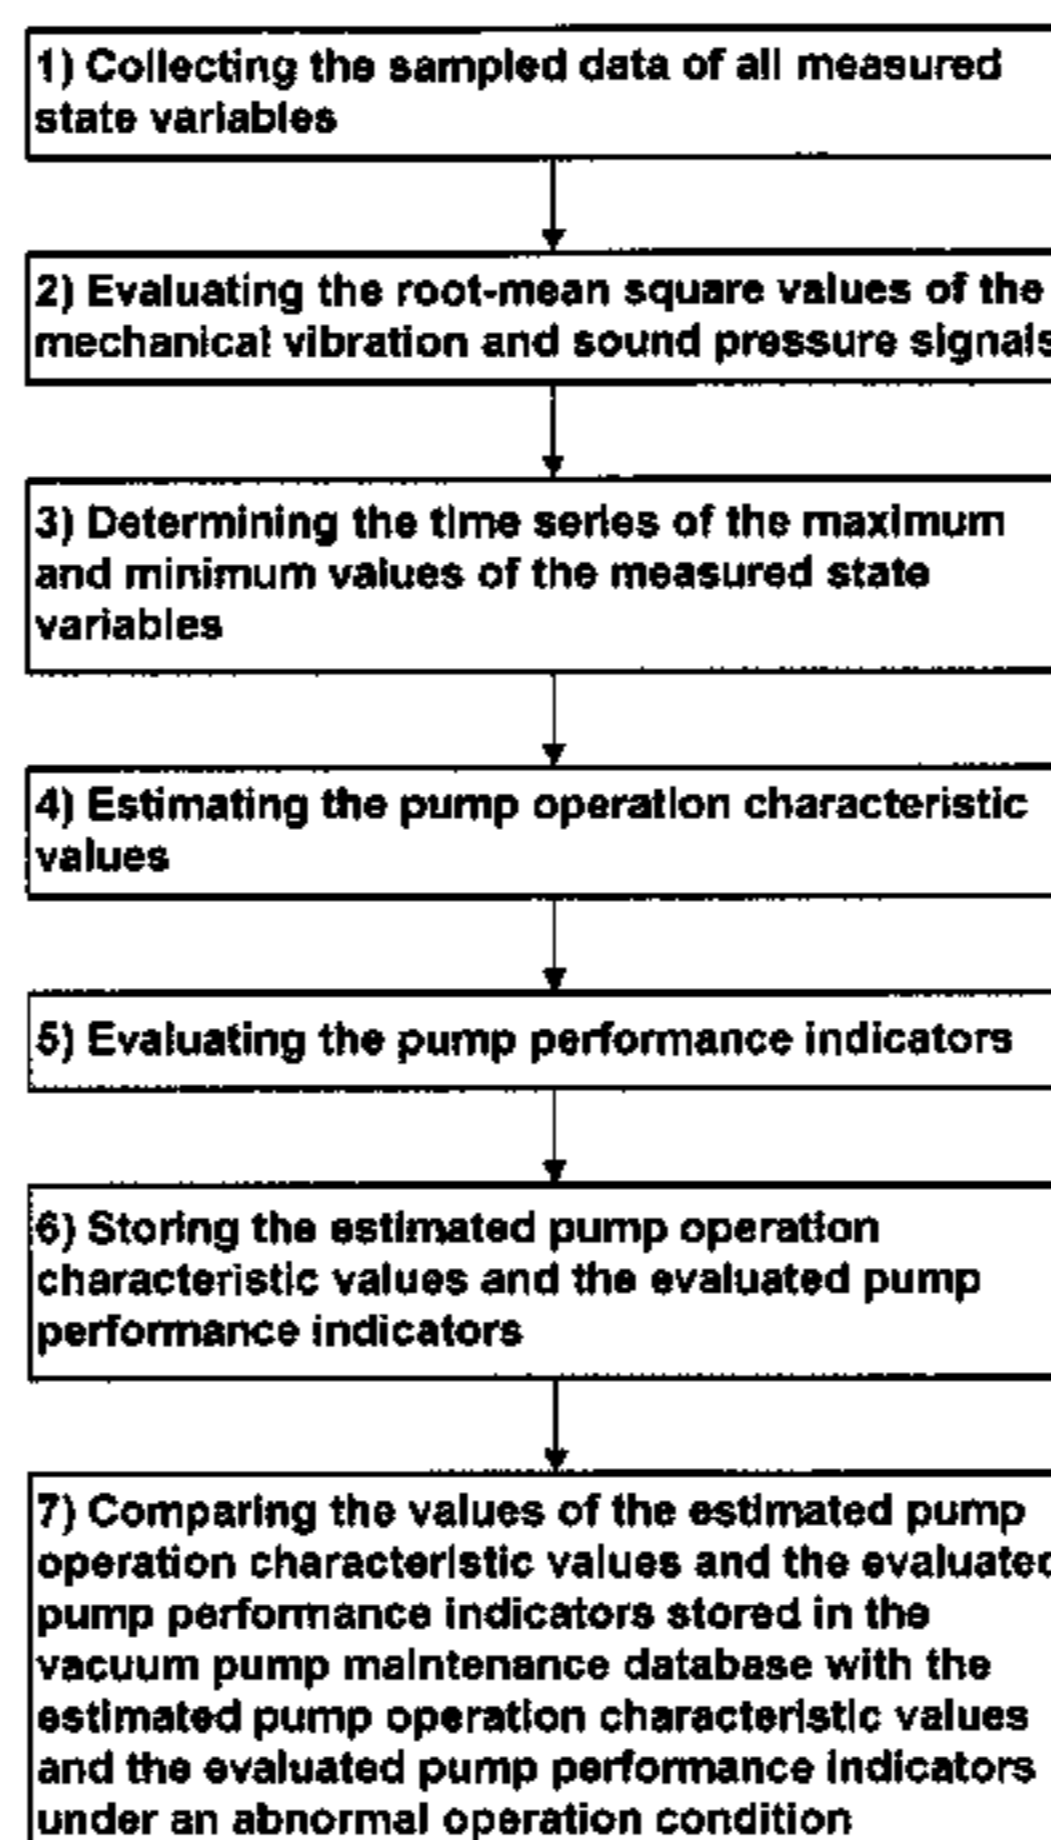 1) Collecting the sampled data of all measured
state variables
2) Evaluating the root-mean square values of the
mechanical vibration and sound pressure signals
3) Determining the time series of the maximum
and minimum values of the measured state
variables
4) Estimating the pump operation characteristic
values
5) Evaluating the pump performance indicators
6) Storing the estimated pump operation
characteristic values and the evaluated pump
performance indicators
7) Comparing the values of the estimated pump
operation characteristic values and the evaluated
pump performance indicators stored in the
vacuum pump maintenance database with the
estimated pump operation characteristic values
and the evaluated pump performance indicators
under an abnormal operation condition